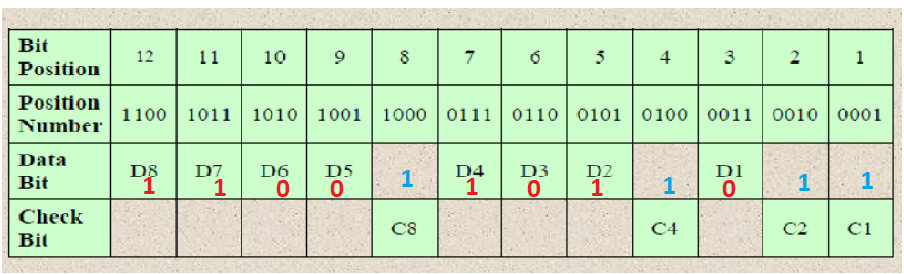 Bit Position 12 11 10 9 8 7 6 5 4 3 2 1
Position Number 1100 1011 1010 1001 1000 0111 0110 0101 0100 0011 0010 0001
Data Bit D8 D7 D6 D5 D4 D3 D2 D1
1 1 0 0 1 1 0 1 1 0 1 1
Check Bit C8 C4 C2 C1